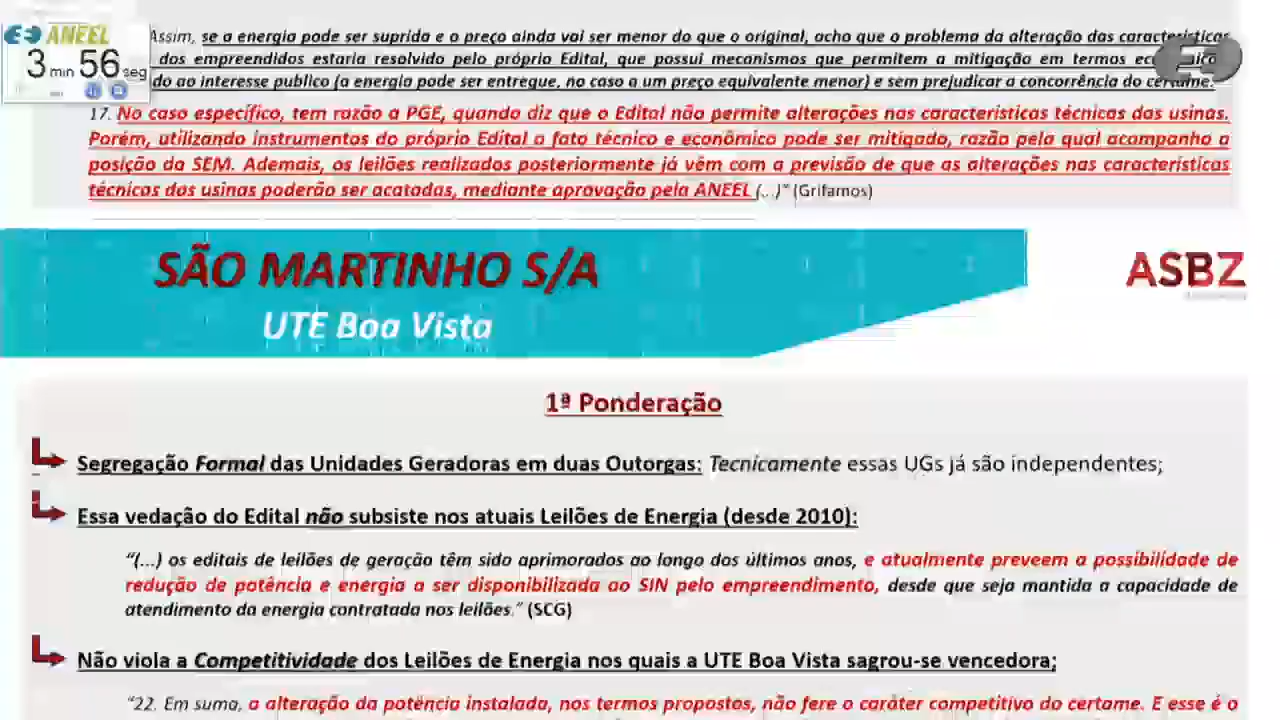 ANEEL
3 min 56 seg
Assim, se a energia pode ser suprida e o preço ainda vai ser menor do que o original, acho que o problema da alteração das características
dos empreendidos estaria resolvido pelo próprio Edital, que possui mecanismos que permitem a mitigação em termos
do ao interesse publico (a energia pode ser entregue, no caso a um preço equivalente menor) e sem prejudicar a concorrência do certame.
17. No caso específico, tem razão a PGE, quando diz que o Edital não permite alterações nas características técnicas das usinas.
Porém, utilizando instrumentos do próprio Edital o fato técnico e econômico pode ser mitigado, razão pela qual acompanho a
posição da SEM. Ademais, os leilões realizados posteriormente já vêm com a previsão de que as alterações nas características
técnicas das usinas poderão ser acatadas, mediante aprovação pela ANEEL (...)" (Grifamos)
SÃO MARTINHO S/A
ASBZ
UTE Boa Vista
1ª Ponderação
Segregação Formal das Unidades Geradoras em duas Outorgas: Tecnicamente essas UGs já são independentes;
Essa vedação do Edital não subsiste nos atuais Leilões de Energia (desde 2010):
"(...) os editais de leilões de geração têm sido aprimorados ao longo dos últimos anos, e atualmente preveem a possibilidade de
redução de potência e energia a ser disponibilizada ao SIN pelo empreendimento, desde que seja mantida a capacidade de
atendimento da energia contratada nos leilões." (SCG)
Não viola a Competitividade dos Leilões de Energia nos quais a UTE Boa Vista sagrou-se vencedora;
"22. Em suma, a alteração da potência instalada, nos termos propostos, não fere o caráter competitivo do certame. E esse é o